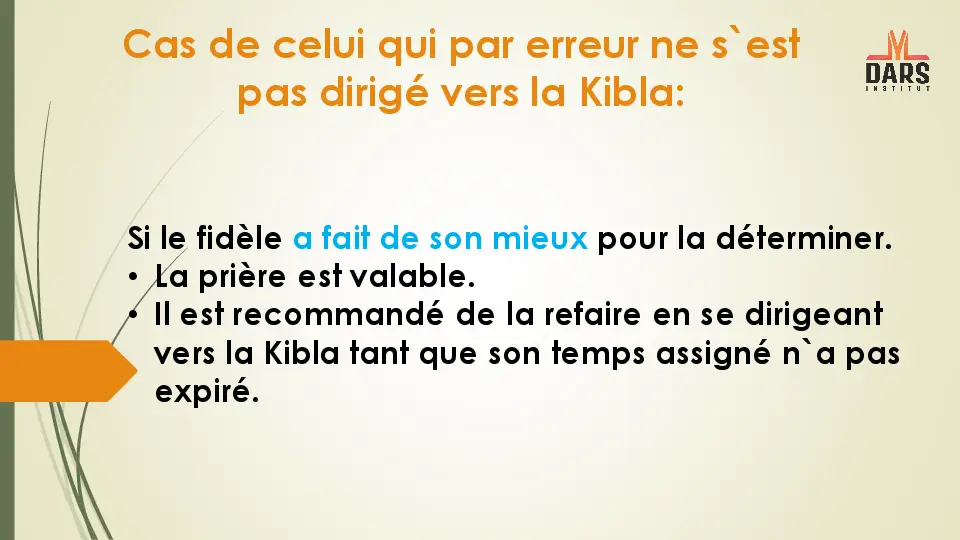 Cas de celui qui par erreur ne s`est
pas dirigé vers la Kibla:
DARS
INSTITUT
Si le fidèle a fait de son mieux pour la déterminer.
• La prière est valable.
• Il est recommandé de la refaire en se dirigeant
vers la Kibla tant que son temps assigné n`a pas
expiré.